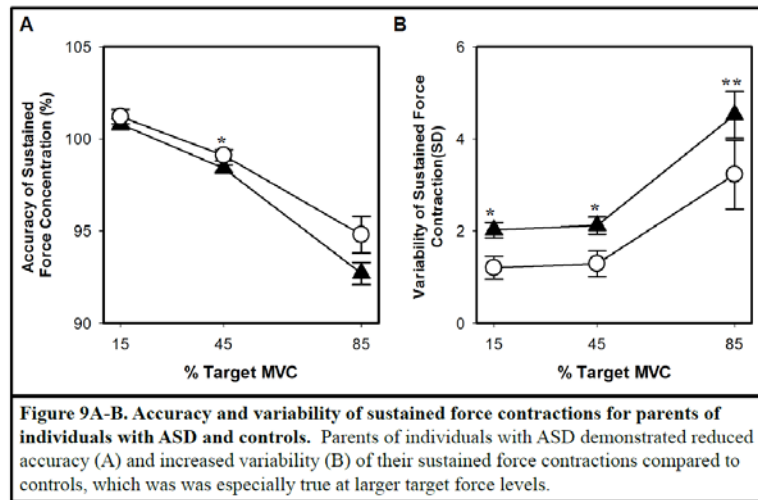 A
B
105
100
95
90
Accuracy of Sustained
Force Concentration (%)
*
15
45
85
% Target MVC
6
4
2
0
Variability of Sustained Force
Contraction(SD)
*
*
**
15
45
85
% Target MVC
Figure 9A-B. Accuracy and variability of sustained force contractions for parents of
individuals with ASD and controls. Parents of individuals with ASD demonstrated reduced
accuracy (A) and increased variability (B) of their sustained force contractions compared to
controls, which was was especially true at larger target force levels.